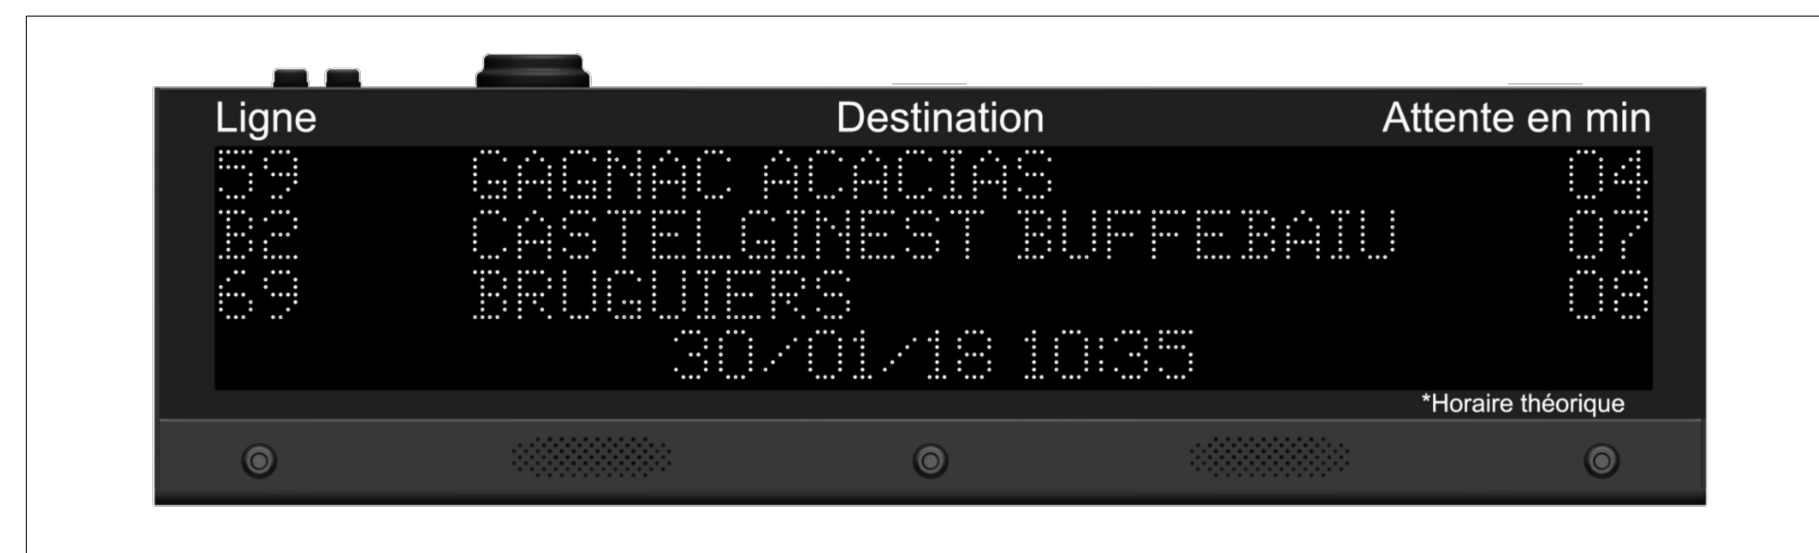 Ligne Destination Attente en min
59 GAGNAC ACACIAS 04
B2 CASTELGINEST BUFFEBAIU 07
69 BRUGUIERS 08
30/01/18 10:35
*Horaire théorique